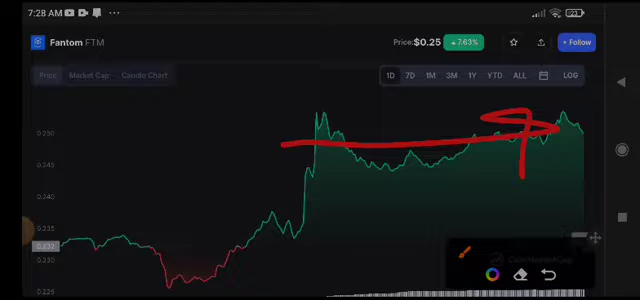 7:28 AM
23
Fantom FTM
Price: $0.25 7.63%
+ Follow
Price Market Cap Candle Chart
1D 7D 1M 3M 1Y YTD ALL LOG
0.250
0.245
0.240
0.235
0.232
0.230
0.225
CoinMarketCap